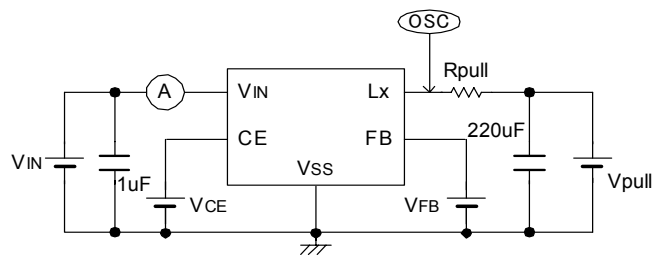 OSC
Rpull
A
VIN
Lx
CE
FB
220uF
VIN
1uF
VSS
VCE
VFB
Vpull